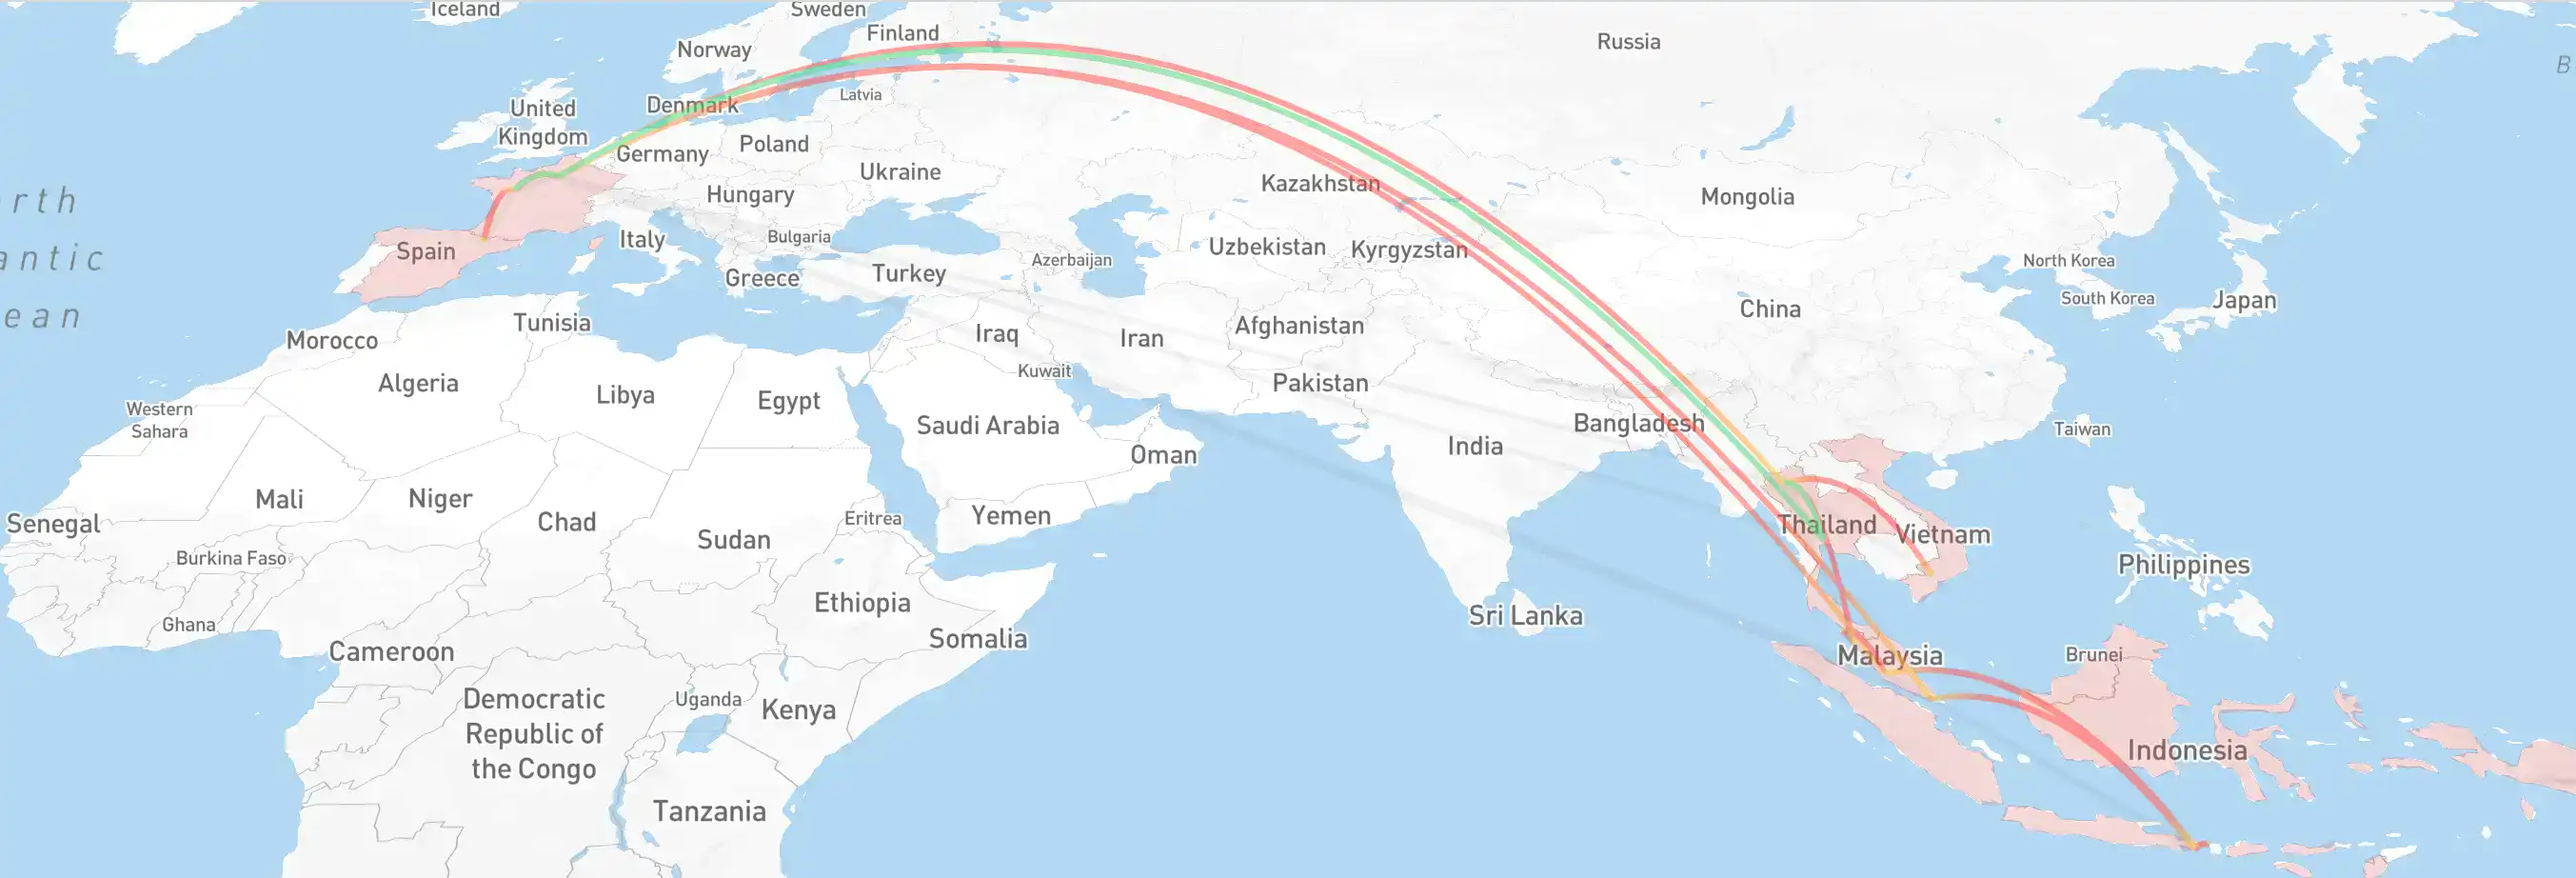 Iceland
Sweden
Norway
Finland
Russia
B
United
Kingdom
Denmark
Latvia
Germany
Poland
Ukraine
Hungary
Kazakhstan
Mongolia
rth
antic
ean
Spain
Italy
Bulgaria
Greece
Turkey
Azerbaijan
Uzbekistan
Kyrgyzstan
North Korea
South Korea
Japan
China
Morocco
Tunisia
Iraq
Iran
Afghanistan
Kuwait
Pakistan
Algeria
Libya
Egypt
Western
Sahara
Saudi Arabia
Oman
India
Bangladesh
Taiwan
Mali
Niger
Chad
Sudan
Eritrea
Yemen
Senegal
Burkina Faso
Thailand
Vietnam
Philippines
Ghana
Ethiopia
Somalia
Sri Lanka
Cameroon
Malaysia
Brunei
Democratic
Republic of
the Congo
Uganda
Kenya
Indonesia
Tanzania